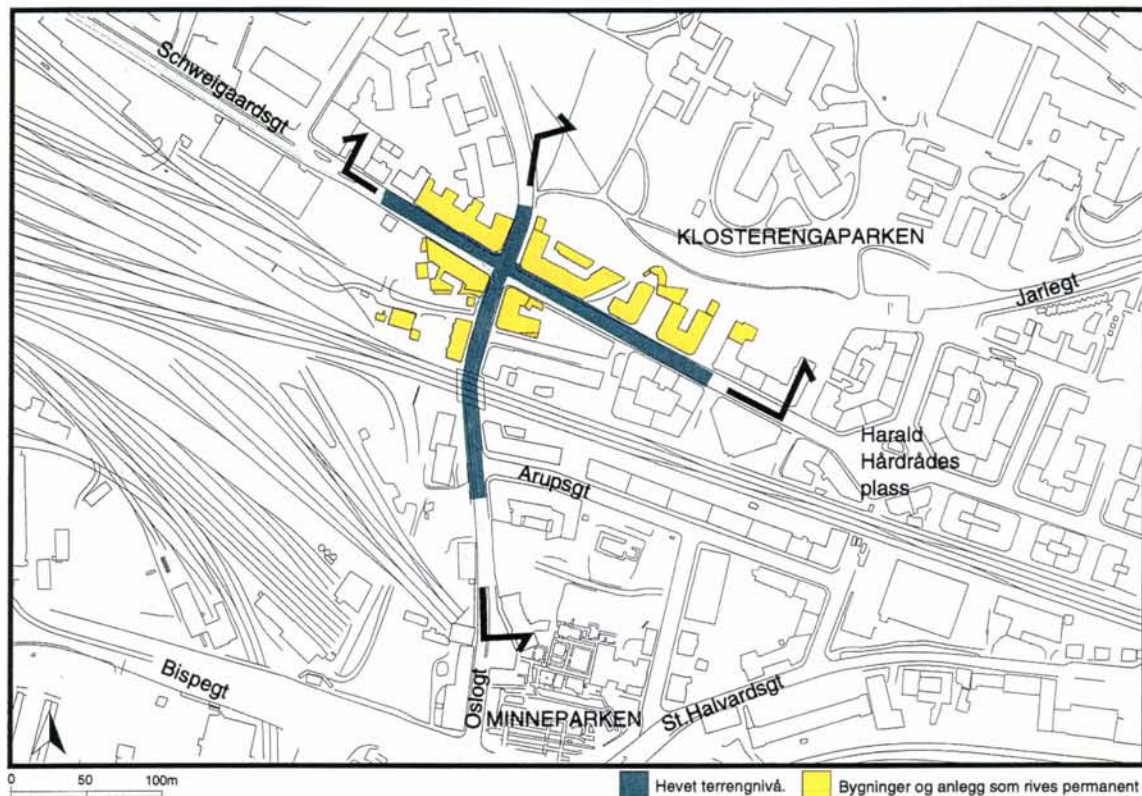 Schweigaardsgt
KLOSTERENGAPARKEN
Jarlegt
Harald
Hårdrådes
plass
Arupsgt
Bispegt
Oslogt
MINNEPARKEN
St.Halvardsgt
0 50 100m
Hevet terrengnivå. Bygninger og anlegg som rives permanent